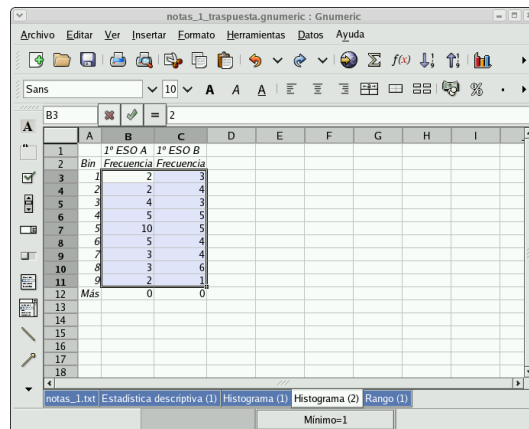 notas_1_traspuesta.gnumeric : Gnumeric
Archivo Editar Ver Insertar Formato Herramientas Datos Ayuda
f(x)
Sans 10 A A A %
B3 = 2
A B C D E F G H I
1 1º ESO A 1º ESO B
2 Bin Frecuencia Frecuencia
3 1 2 3
4 2 2 4
5 3 4 3
6 4 5 5
7 5 10 5
8 6 5 4
9 7 3 4
10 8 3 6
11 9 2 1
12 Más 0 0
13
14
15
16
17
18
notas_1.txt Estadística descriptiva (1) Histograma (1) Histograma (2) Rango (1)
Mínimo=1